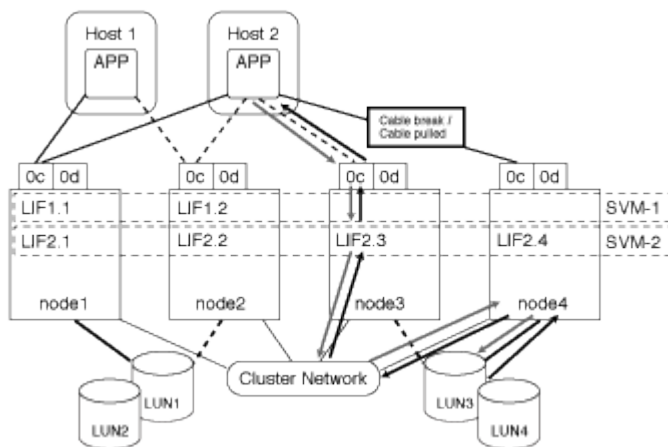 Host 1
Host 2
APP
APP
Cable break /
Cable pulled
0c 0d
0c 0d
0c 0d
0c 0d
LIF1.1
LIF1.2
SVM-1
LIF2.1
LIF2.2
LIF2.3
LIF2.4
SVM-2
node1
node2
node3
node4
LUN1
LUN2
Cluster Network
LUN3
LUN4